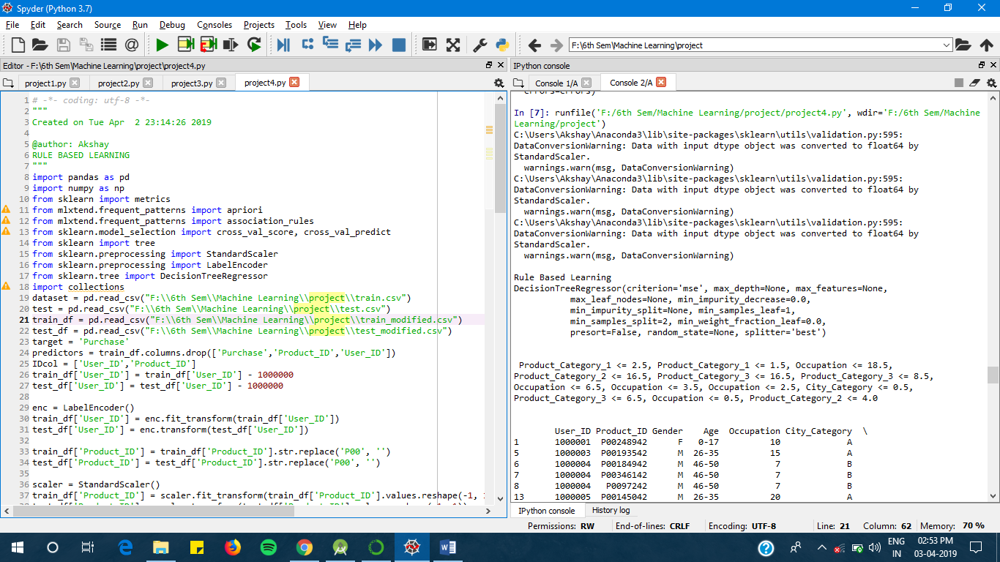 Spyder (Python 3.7)
File Edit Search Source Run Debug Consoles Projects Tools View Help
F:\6th Sem\Machine Learning\project
Editor - F:\6th Sem\Machine Learning\project\project4.py
project1.py project2.py project3.py project4.py
1 # -*- coding: utf-8 -*-
2 """
3 Created on Tue Apr  2 23:14:26 2019
4
5 @author: Akshay
6 RULE BASED LEARNING
7 """
8 import pandas as pd
9 import numpy as np
10 from sklearn import metrics
11 from mlxtend.frequent_patterns import apriori
12 from mlxtend.frequent_patterns import association_rules
13 from sklearn.model_selection import cross_val_score, cross_val_predict
14 from sklearn import tree
15 from sklearn.preprocessing import StandardScaler
16 from sklearn.preprocessing import LabelEncoder
17 from sklearn.tree import DecisionTreeRegressor
18 import collections
19 dataset = pd.read_csv("F:\\6th Sem\\Machine Learning\\project\\train.csv")
20 test = pd.read_csv("F:\\6th Sem\\Machine Learning\\project\\test.csv")
21 train_df = pd.read_csv("F:\\6th Sem\\Machine Learning\\project\\train_modified.csv")
22 test_df = pd.read_csv("F:\\6th Sem\\Machine Learning\\project\\test_modified.csv")
23 target = 'Purchase'
24 predictors = train_df.columns.drop(['Purchase','Product_ID','User_ID'])
25 IDcol = ['User_ID','Product_ID']
26 train_df['User_ID'] = train_df['User_ID'] - 1000000
27 test_df['User_ID'] = test_df['User_ID'] - 1000000
28
29 enc = LabelEncoder()
30 train_df['User_ID'] = enc.fit_transform(train_df['User_ID'])
31 test_df['User_ID'] = enc.transform(test_df['User_ID'])
32
33 train_df['Product_ID'] = train_df['Product_ID'].str.replace('P00', '')
34 test_df['Product_ID'] = test_df['Product_ID'].str.replace('P00', '')
35
36 scaler = StandardScaler()
37 train_df['Product_ID'] = scaler.fit_transform(train_df['Product_ID'].values.reshape(-1,
IPython console
Console 1/A Console 2/A
errors=errors)
In [7]: runfile('F:/6th Sem/Machine Learning/project/project4.py', wdir='F:/6th Sem/Machine
Learning/project')
C:\Users\Akshay\Anaconda3\lib\site-packages\sklearn\utils\validation.py:595:
DataConversionWarning: Data with input dtype object was converted to float64 by
StandardScaler.
warnings.warn(msg, DataConversionWarning)
C:\Users\Akshay\Anaconda3\lib\site-packages\sklearn\utils\validation.py:595:
DataConversionWarning: Data with input dtype object was converted to float64 by
StandardScaler.
warnings.warn(msg, DataConversionWarning)
C:\Users\Akshay\Anaconda3\lib\site-packages\sklearn\utils\validation.py:595:
DataConversionWarning: Data with input dtype object was converted to float64 by
StandardScaler.
warnings.warn(msg, DataConversionWarning)
Rule Based Learning
DecisionTreeRegressor(criterion='mse', max_depth=None, max_features=None,
max_leaf_nodes=None, min_impurity_decrease=0.0,
min_impurity_split=None, min_samples_leaf=1,
min_samples_split=2, min_weight_fraction_leaf=0.0,
presort=False, random_state=None, splitter='best')
Product_Category_1 <= 2.5, Product_Category_1 <= 1.5, Occupation <= 18.5,
Product_Category_2 <= 16.5, Product_Category_3 <= 16.5, Product_Category_3 <= 8.5,
Occupation <= 6.5, Occupation <= 3.5, Occupation <= 2.5, City_Category <= 0.5,
Product_Category_3 <= 6.5, Occupation <= 0.5, Product_Category_2 <= 4.0
User_ID Product_ID Gender Age Occupation City_Category \
1 1000001 P00248942 F 0-17 10 A
5 1000003 P00193542 M 26-35 15 A
6 1000004 P00184942 M 46-50 7 B
7 1000004 P00346142 M 46-50 7 B
8 1000004 P0097242 M 46-50 7 B
13 1000005 P00145042 M 26-35 20 A
IPython console History log
Permissions: RW End-of-lines: CRLF Encoding: UTF-8 Line: 21 Column: 62 Memory: 70 %
ENG
IN
02:53 PM
03-04-2019